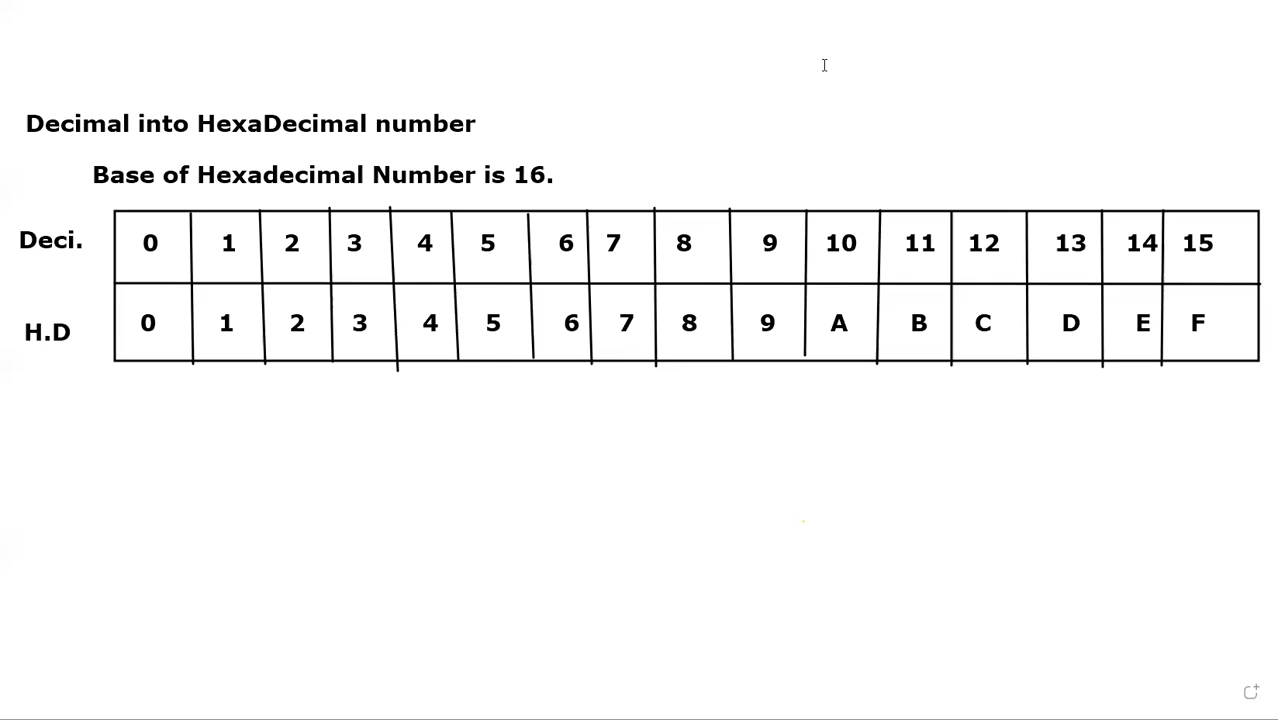 Decimal into HexaDecimal number
Base of Hexadecimal Number is 16.
Deci. 0 1 2 3 4 5 6 7 8 9 10 11 12 13 14 15
H.D 0 1 2 3 4 5 6 7 8 9 A B C D E F